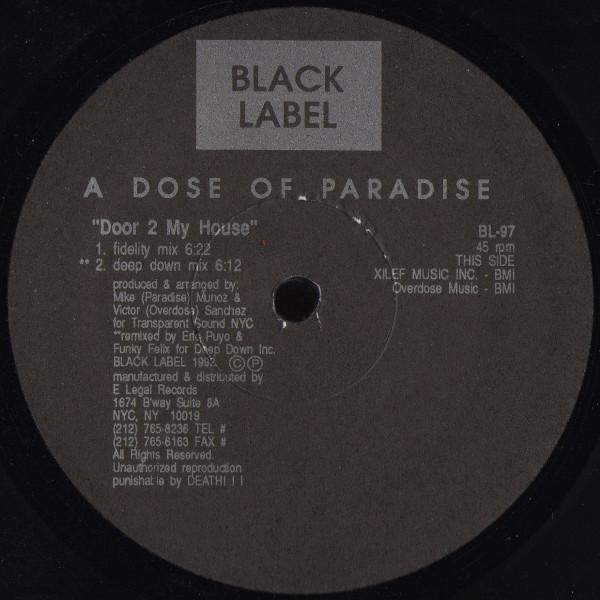 BLACK
LABEL
A DOSE OF PARADISE
"Door 2 My House"
1. fidelity mix 6:22
** 2. deep down mix 6:12
BL-97
45 rpm
THIS SIDE
XILEF MUSIC INC. - BMI
Overdose Music - BMI
produced & arranged by:
Mike (Paradise) Munoz &
Victor (Overdose) Sanchez
for Transparent Sound NYC
**remixed by Eric Puyo &
Funky Felix for Deep Down Inc.
BLACK LABEL 1992 ©℗
manufactured & distributed by
E Legal Records
1674 B'way Suite 8A
NYC, NY 10019
(212) 765-8236 TEL #
(212) 765-6163 FAX #
All Rights Reserved.
Unauthorized reproduction
punishable by DEATH! ! !